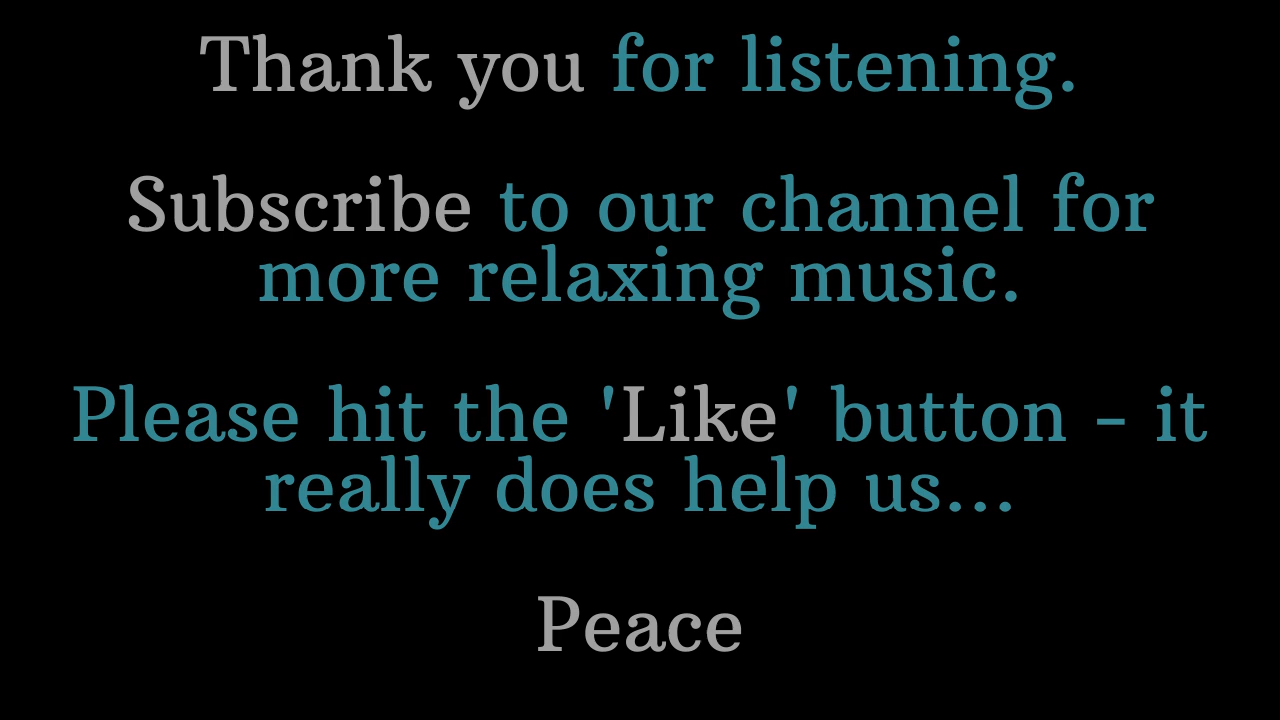 Thank you for listening.
Subscribe to our channel for
more relaxing music.
Please hit the 'Like' button - it
really does help us...
Peace